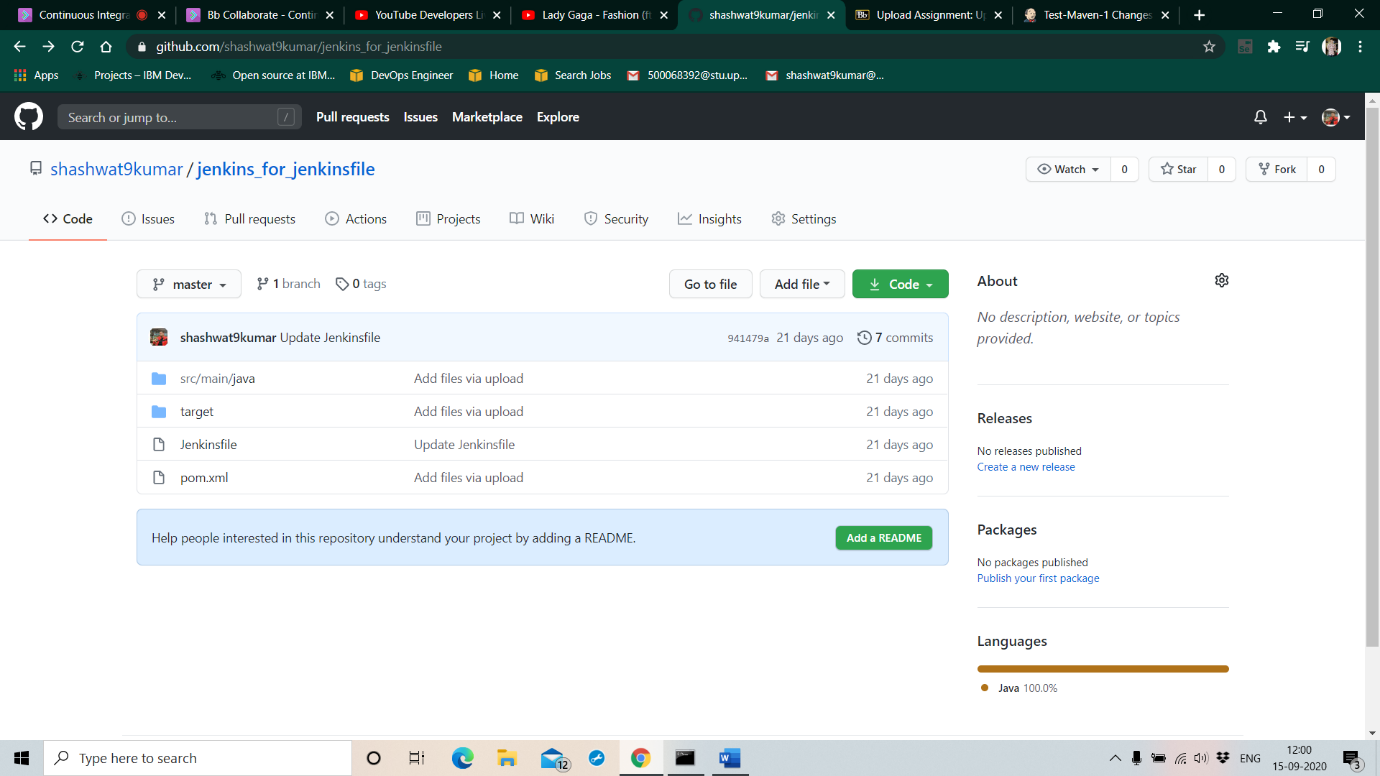 Continuous Integra
Bb Collaborate - Contin
YouTube Developers Li
Lady Gaga - Fashion (ft
shashwat9kumar/jenkin
Bb Upload Assignment: Up
Test-Maven-1 Changes
github.com/shashwat9kumar/jenkins_for_jenkinsfile
Apps
Projects – IBM Dev...
Open source at IBM...
DevOps Engineer
Home
Search Jobs
500068392@stu.up...
shashwat9kumar@...
Search or jump to... /
Pull requests
Issues
Marketplace
Explore
shashwat9kumar / jenkins_for_jenkinsfile
Watch 0
Star 0
Fork 0
Code
Issues
Pull requests
Actions
Projects
Wiki
Security
Insights
Settings
master
1 branch
0 tags
Go to file
Add file
Code
shashwat9kumar Update Jenkinsfile 941479a 21 days ago 7 commits
src/main/java Add files via upload 21 days ago
target Add files via upload 21 days ago
Jenkinsfile Update Jenkinsfile 21 days ago
pom.xml Add files via upload 21 days ago
Help people interested in this repository understand your project by adding a README.
Add a README
About
No description, website, or topics
provided.
Releases
No releases published
Create a new release
Packages
No packages published
Publish your first package
Languages
Java 100.0%
Type here to search
12
ENG
12:00
15-09-2020
3